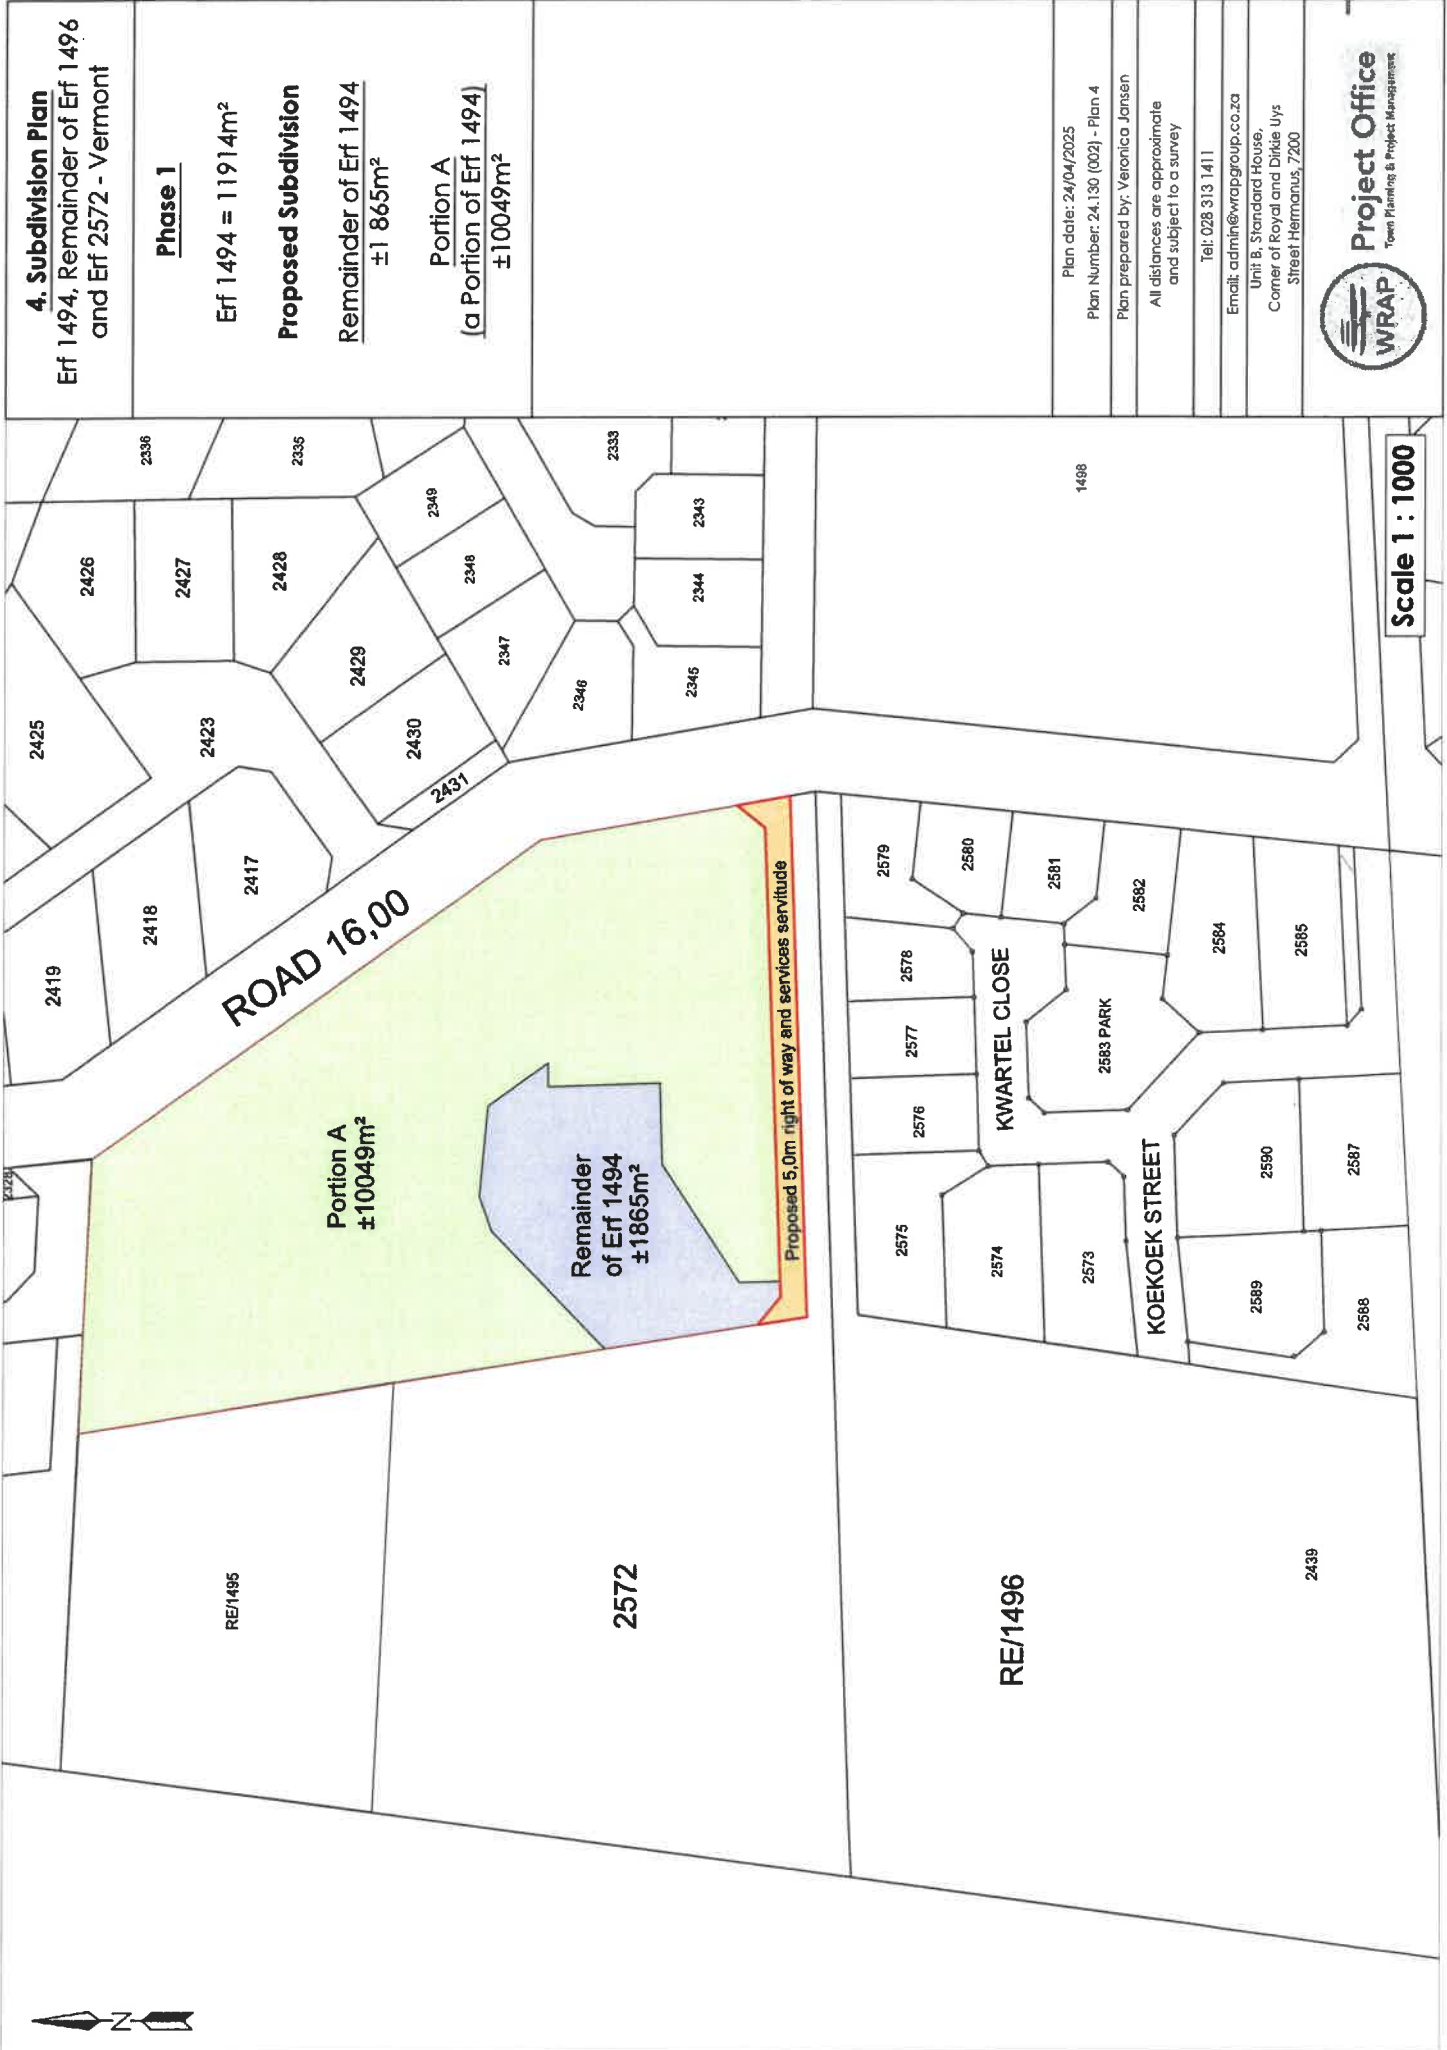 4. Subdivision Plan
Erf 1494, Remainder of Erf 1496
and Erf 2572 - Vermont
Phase 1
Erf 1494 = 11914m²
Proposed Subdivision
Remainder of Erf 1494
±1 865m²
Portion A
(a Portion of Erf 1494)
±10049m²
Plan date: 24/04/2025
Plan Number: 24.130 (002) - Plan 4
Plan prepared by: Veronica Jansen
All distances are approximate
and subject to a survey
Tel: 028 313 1411
Email: admin@wrapgroup.co.za
Unit B, Standard House,
Corner of Royal and Dirkie Uys
Street Hermanus, 7200
WRAP
Project Office
Town Planning & Project Management
Scale 1 : 1000
2336
2335
2333
2349
2348
2347
2346
2343
2344
2345
1498
2426
2427
2428
2429
2430
2431
2425
2423
2417
2418
2419
2328
ROAD 16,00
Portion A
±10049m²
Remainder
of Erf 1494
±1865m²
Proposed 5,0m right of way and services servitude
2579
2580
2581
2582
2584
2585
2578
2577
2576
2575
2574
2573
KWARTEL CLOSE
2583 PARK
KOEKOEK STREET
2590
2587
2589
2588
RE/1495
2572
RE/1496
2439
N